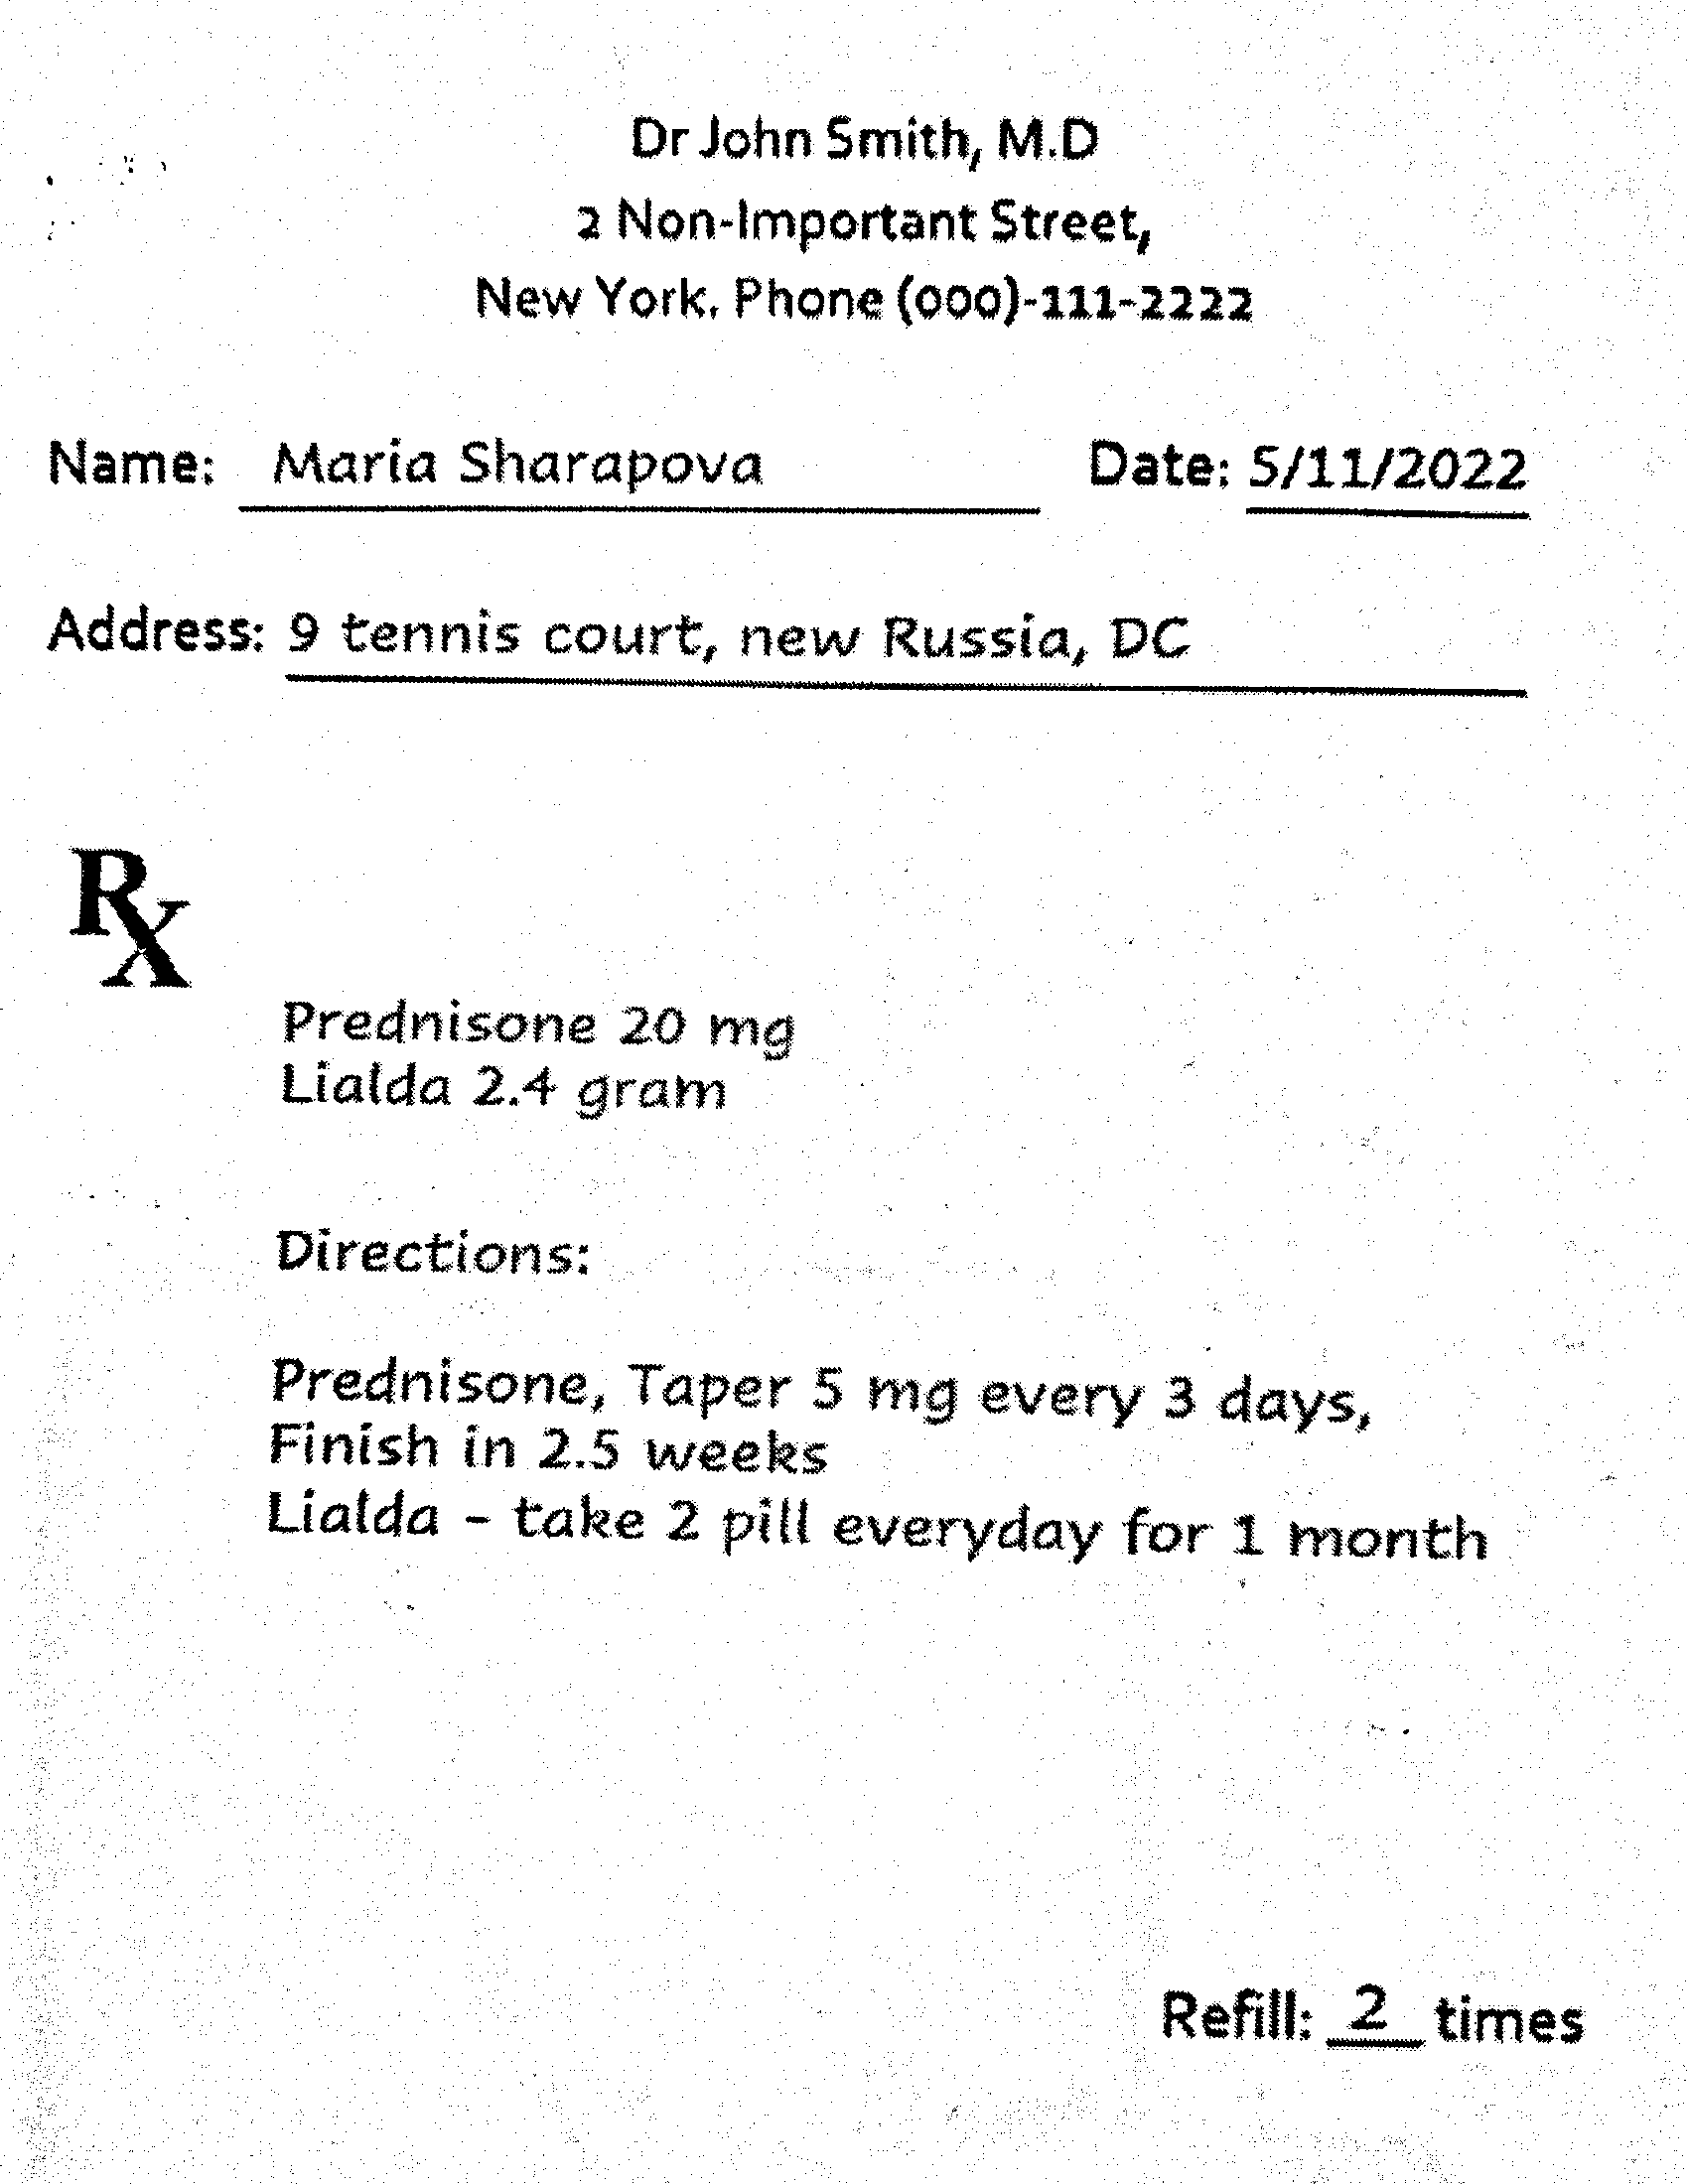 Dr John Smith, M.D
2 Non-Important Street,
New York. Phone (000)-111-2222
Name: Maria Sharapova Date: 5/11/2022
Address: 9 tennis court, new Russia, DC
Rx
Prednisone 20 mg
Lialda 2.4 gram
Directions:
Prednisone, Taper 5 mg every 3 days,
Finish in 2.5 weeks
Lialda - take 2 pill everyday for 1 month
Refill: 2 times